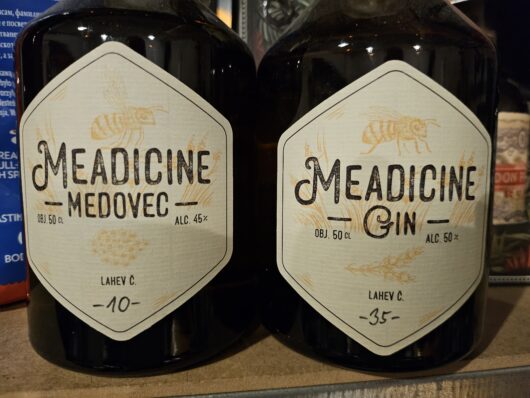 MEADICINE
MEDOVEC
OBJ. 50 CL
ALC. 45%
LAHEV Č.
-10-
MEADICINE
GIN
OBJ. 50 CL
ALC. 50%
LAHEV Č.
-35-